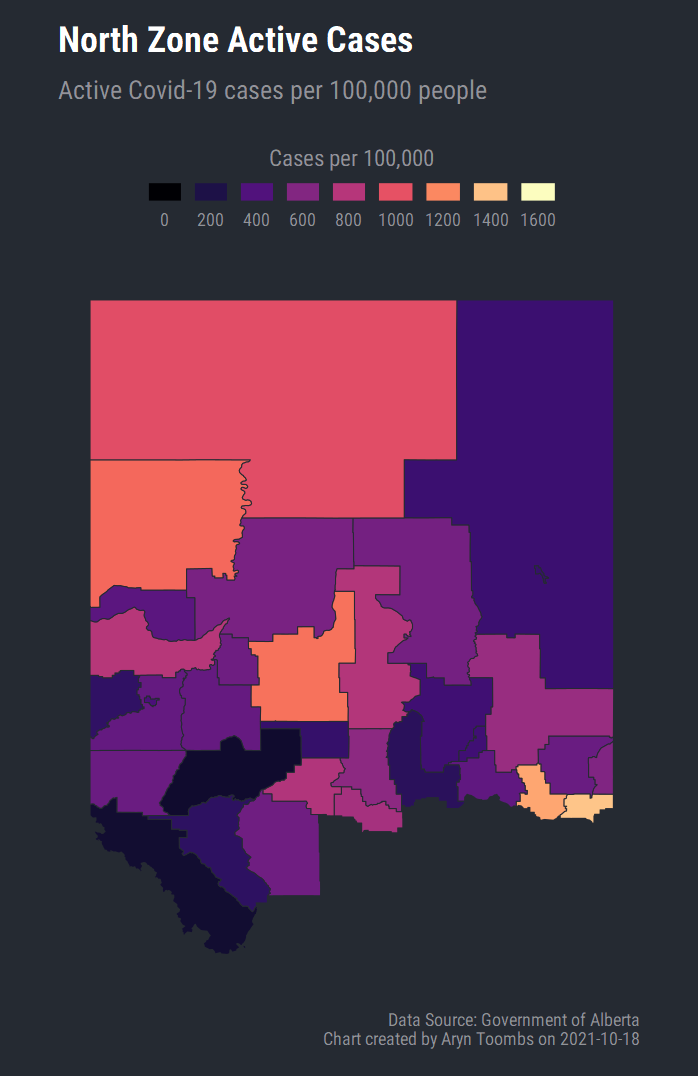 North Zone Active Cases
Active Covid-19 cases per 100,000 people
Cases per 100,000
0 200 400 600 800 1000 1200 1400 1600
Data Source: Government of Alberta
Chart created by Aryn Toombs on 2021-10-18